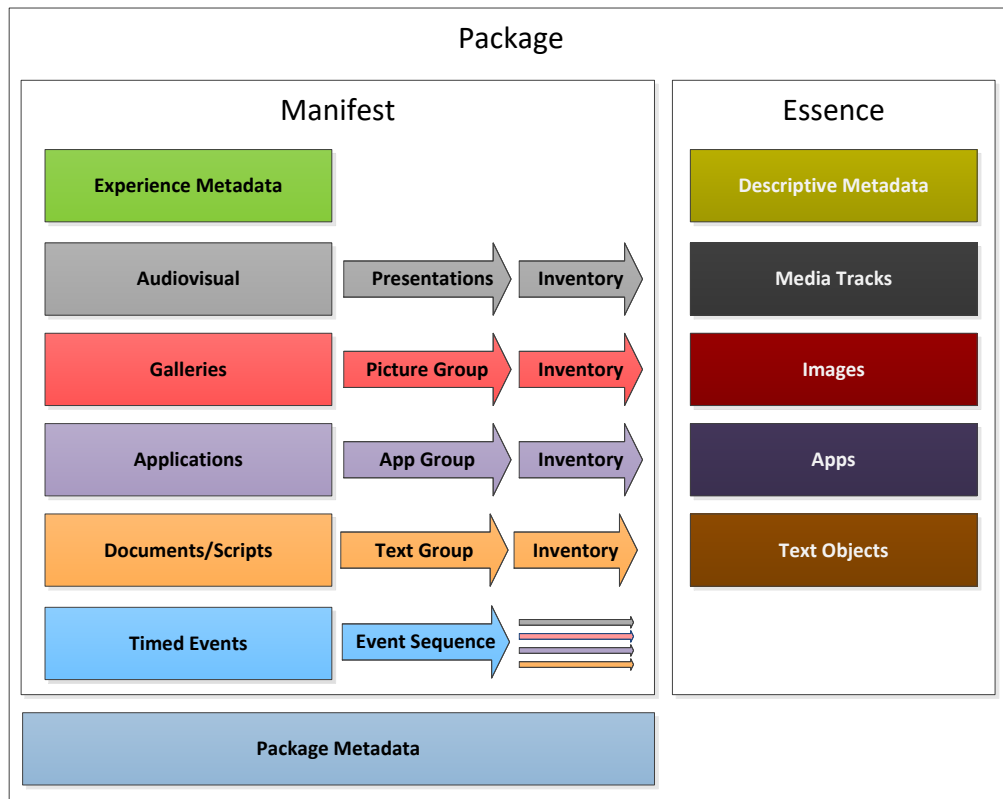 Package
Manifest
Essence
Experience Metadata
Descriptive Metadata
Audiovisual
Presentations
Inventory
Media Tracks
Galleries
Picture Group
Inventory
Images
Applications
App Group
Inventory
Apps
Documents/Scripts
Text Group
Inventory
Text Objects
Timed Events
Event Sequence
Package Metadata